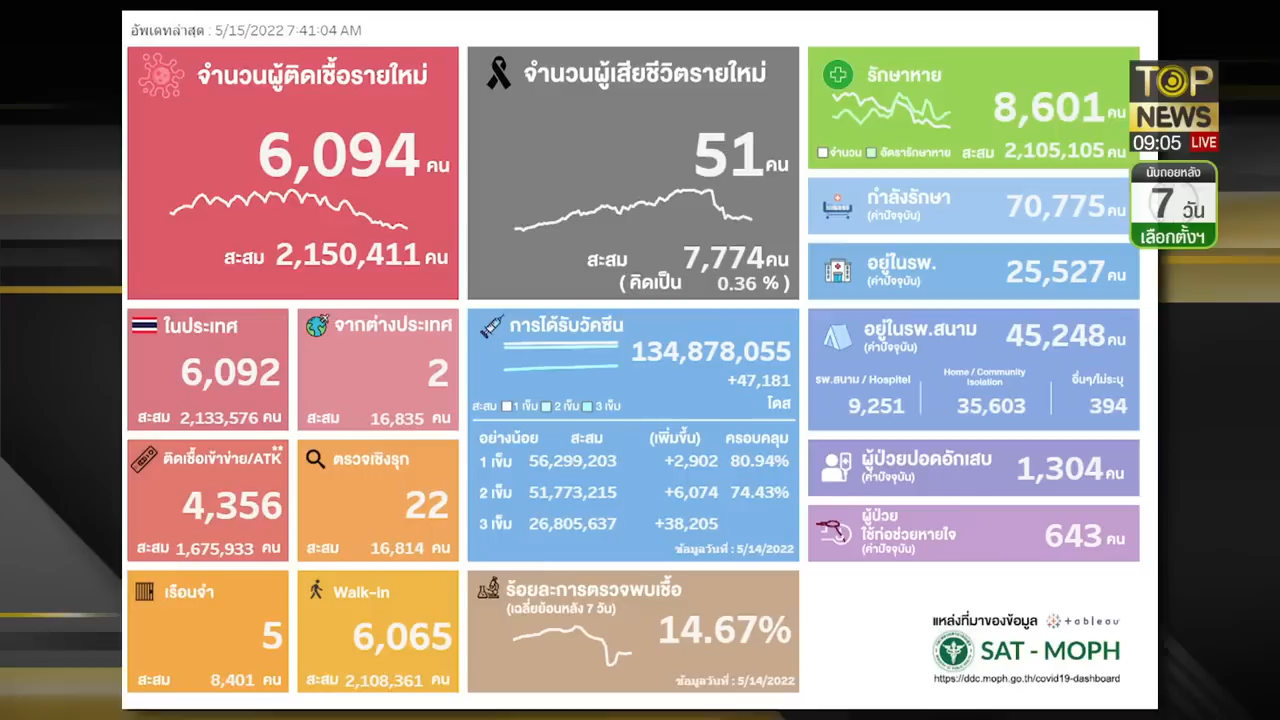 อัพเดทล่าสุด : 5/15/2022 7:41:04 AM
จำนวนผู้ติดเชื้อรายใหม่
6,094 คน
สะสม 2,150,411 คน
จำนวนผู้เสียชีวิตรายใหม่
51 คน
สะสม 7,774 คน
( คิดเป็น 0.36 % )
รักษาหาย
8,601 คน
จำนวน อัตรารักษาหาย สะสม 2,105,105 คน
กำลังรักษา
(ค่าปัจจุบัน)
70,775 คน
อยู่ในรพ.
(ค่าปัจจุบัน)
25,527 คน
TOP
NEWS
09:05 LIVE
นับถอยหลัง
7 วัน
เลือกตั้งฯ
ในประเทศ
6,092
สะสม 2,133,576 คน
จากต่างประเทศ
2
สะสม 16,835 คน
การได้รับวัคซีน
134,878,055
+47,181
โดส
สะสม 1 เข็ม 2 เข็ม 3 เข็ม
อย่างน้อย สะสม (เพิ่มขึ้น) ครอบคลุม
1 เข็ม 56,299,203 +2,902 80.94%
2 เข็ม 51,773,215 +6,074 74.43%
3 เข็ม 26,805,637 +38,205
ข้อมูลวันที่ : 5/14/2022
อยู่ในรพ.สนาม
(ค่าปัจจุบัน)
45,248 คน
รพ.สนาม / Hospitel
9,251
Home / Community
Isolation
35,603
อื่นๆ/ไม่ระบุ
394
ติดเชื้อเข้าข่าย/ATK**
4,356
สะสม 1,675,933 คน
ตรวจเชิงรุก
22
สะสม 16,814 คน
ผู้ป่วยปอดอักเสบ
(ค่าปัจจุบัน)
1,304 คน
ผู้ป่วย
ใช้ท่อช่วยหายใจ
(ค่าปัจจุบัน)
643 คน
เรือนจำ
5
สะสม 8,401 คน
Walk-in
6,065
สะสม 2,108,361 คน
ร้อยละการตรวจพบเชื้อ
(เฉลี่ยย้อนหลัง 7 วัน)
14.67%
ข้อมูลวันที่ : 5/14/2022
แหล่งที่มาของข้อมูล +ableau
SAT - MOPH
https://ddc.moph.go.th/covid19-dashboard